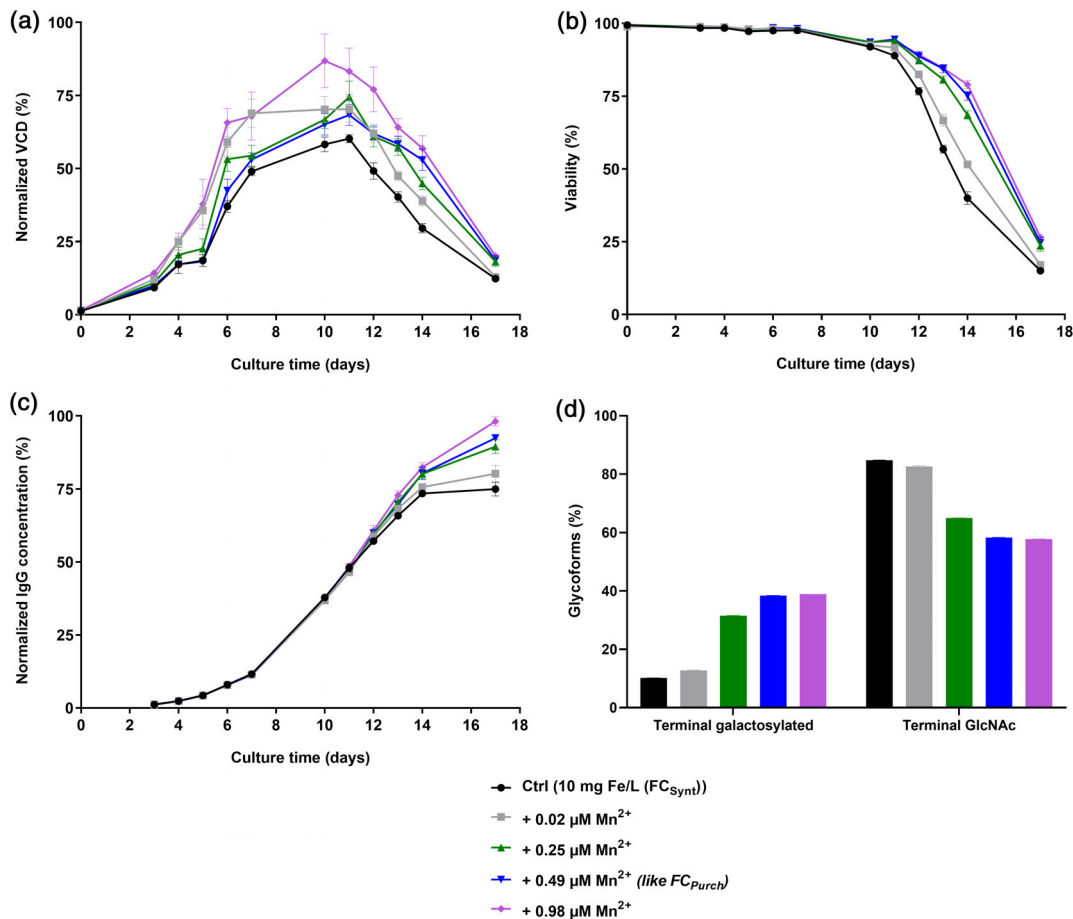 (a)
100
75
50
25
0
Normalized VCD (%)
0 2 4 6 8 10 12 14 16 18
Culture time (days)
(b)
100
75
50
25
0
Viability (%)
0 2 4 6 8 10 12 14 16 18
Culture time (days)
(c)
100
75
50
25
0
Normalized IgG concentration (%)
0 2 4 6 8 10 12 14 16 18
Culture time (days)
(d)
100
80
60
40
20
0
Glycoforms (%)
Terminal galactosylated Terminal GlcNAc
Ctrl (10 mg Fe/L (FC_Synt))
+ 0.02 µM Mn²⁺
+ 0.25 µM Mn²⁺
+ 0.49 µM Mn²⁺ (like FC_Purch)
+ 0.98 µM Mn²⁺